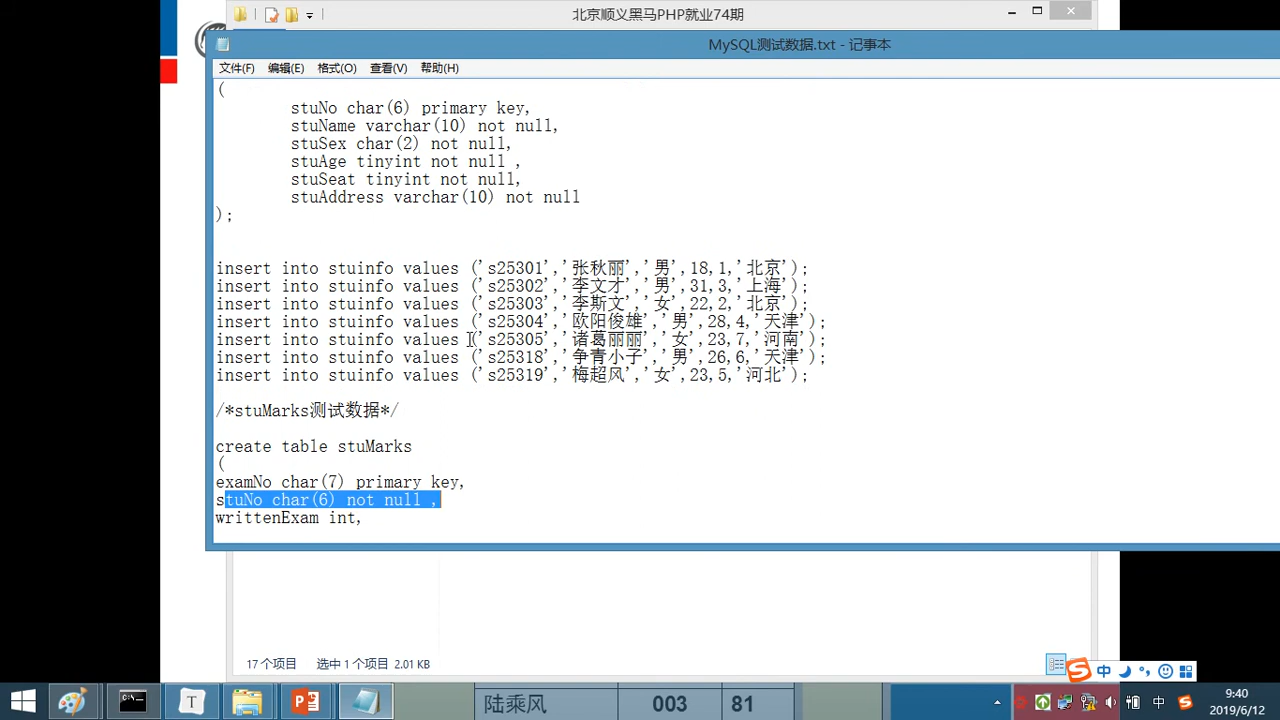 北京顺义黑马PHP就业74期
MySQL测试数据.txt - 记事本
文件(F) 编辑(E) 格式(O) 查看(V) 帮助(H)
(
stuNo char(6) primary key,
stuName varchar(10) not null,
stuSex char(2) not null,
stuAge tinyint not null ,
stuSeat tinyint not null,
stuAddress varchar(10) not null
);
insert into stuinfo values ('s25301','张秋丽','男',18,1,'北京');
insert into stuinfo values ('s25302','李文才','男',31,3,'上海');
insert into stuinfo values ('s25303','李斯文','女',22,2,'北京');
insert into stuinfo values ('s25304','欧阳俊雄','男',28,4,'天津');
insert into stuinfo values ('s25305','诸葛丽丽','女',23,7,'河南');
insert into stuinfo values ('s25318','争青小子','男',26,6,'天津');
insert into stuinfo values ('s25319','梅超风','女',23,5,'河北');
/*stuMarks测试数据*/
create table stuMarks
(
examNo char(7) primary key,
stuNo char(6) not null ,
writtenExam int,
17个项目 选中1个项目 2.01 KB
中
陆乘风 003 81
中
9:40
2019/6/12